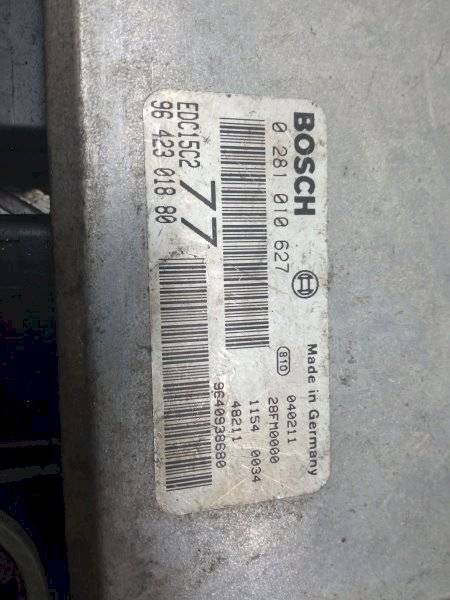 BOSCH
0 281 010 627
EDC15C2
96 423 018 80
77
810
Made in Germany
040211
28FM0000
1154 0034
48211
9640938680